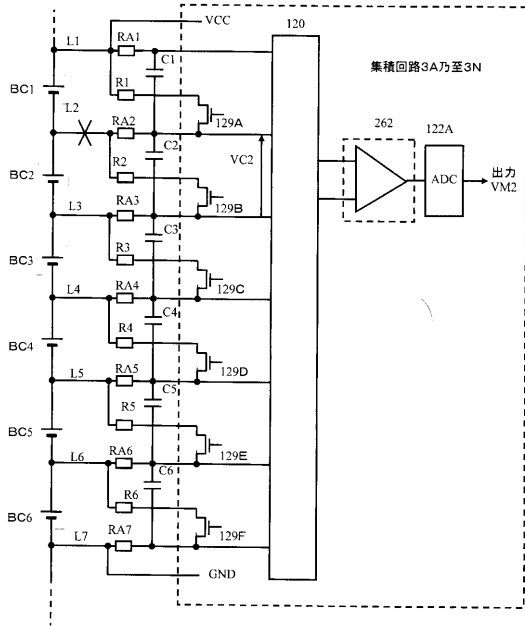 VCC
120
L1
RA1
C1
集積回路3A乃至3N
BC1
R1
L2
RA2
129A
262
122A
C2
VC2
ADC
出力
VM2
BC2
R2
129B
L3
RA3
C3
BC3
R3
129C
L4
RA4
C4
BC4
R4
129D
L5
RA5
C5
BC5
R5
129E
L6
RA6
C6
BC6
R6
129F
L7
RA7
GND